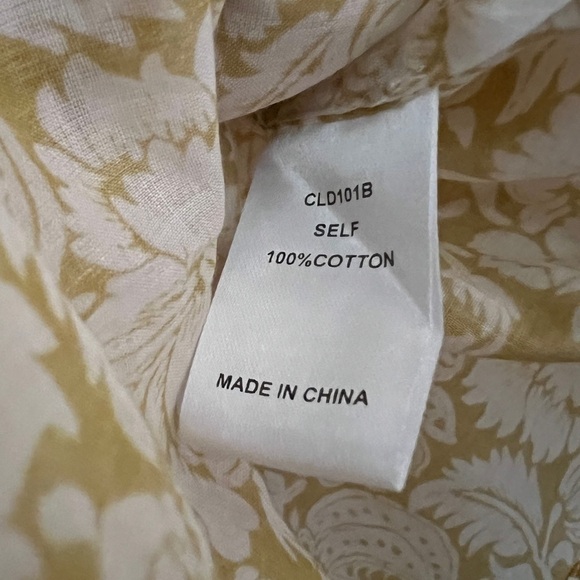 CLD101B
SELF
100%COTTON
MADE IN CHINA